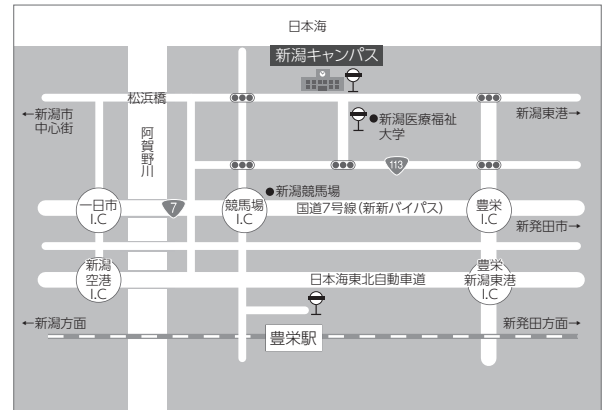 日本海
新潟キャンパス
松浜橋
←新潟市
中心街
新潟東港→
阿賀野川
●新潟医療福祉
大学
113
●新潟競馬場
一日市
I.C
7
競馬場
I.C
国道7号線(新新バイパス)
豊栄
I.C
新発田市→
新潟
空港
I.C
日本海東北自動車道
豊栄
新潟東港
I.C
←新潟方面
新発田方面→
豊栄駅